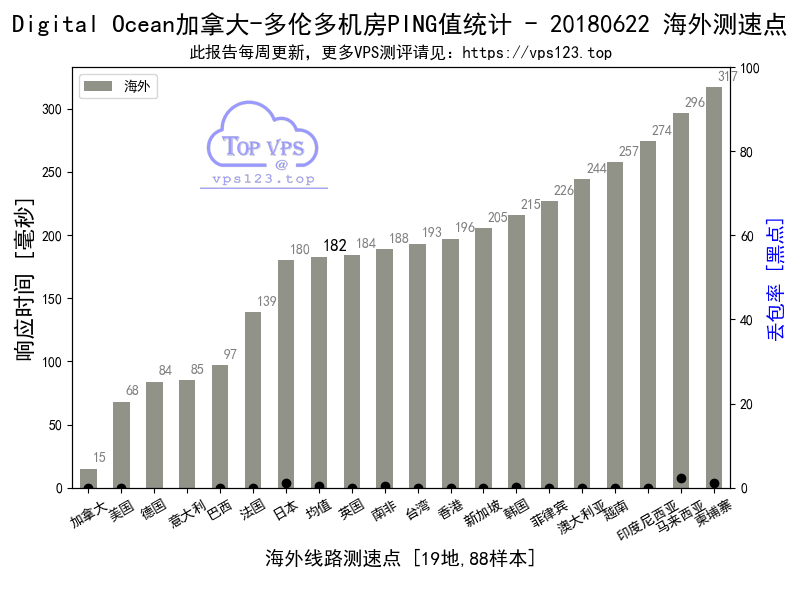 Digital Ocean加拿大-多伦多机房PING值统计 - 20180622 海外测速点
此报告每周更新，更多VPS测评请见：https://vps123.top
海外
TOP VPS
@
vps123.top
响应时间 [毫秒]
300
250
200
150
100
50
0
15
68
84
85
97
139
180
182
184
188
193
196
205
215
226
244
257
274
296
317
100
80
60
40
20
0
丢包率 [黑点]
加拿大
美国
德国
意大利
巴西
法国
日本
均值
英国
南非
台湾
香港
新加坡
韩国
菲律宾
澳大利亚
越南
印度尼西亚
马来西亚
柬埔寨
海外线路测速点 [19地,88样本]